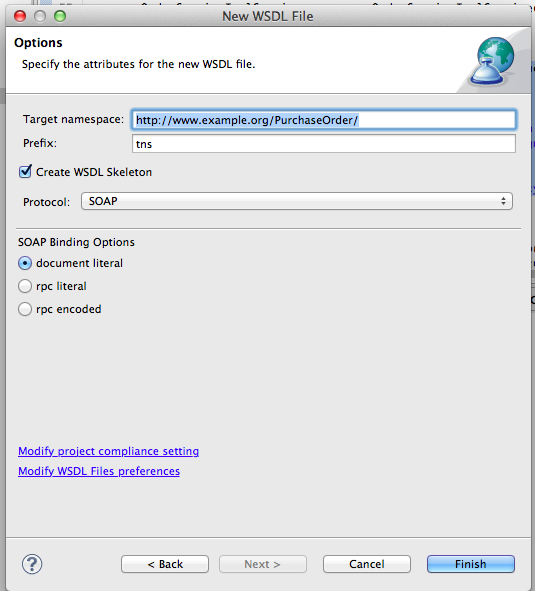 New WSDL File
Options
Specify the attributes for the new WSDL file.
Target namespace: http://www.example.org/PurchaseOrder/
Prefix: tns
Create WSDL Skeleton
Protocol: SOAP
SOAP Binding Options
document literal
rpc literal
rpc encoded
Modify project compliance setting
Modify WSDL Files preferences
? < Back Next > Cancel Finish